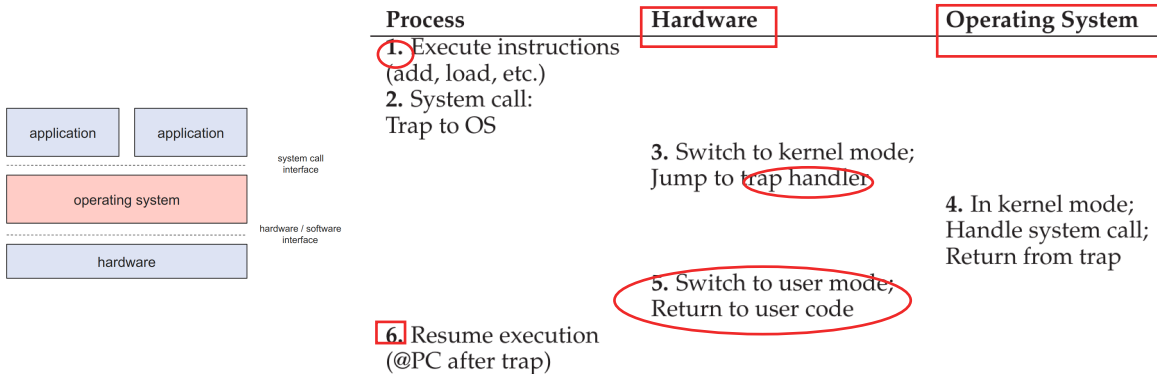 application
application
system call
interface
operating system
hardware / software
interface
hardware
Process Hardware Operating System
1. Execute instructions
(add, load, etc.)
2. System call:
Trap to OS
3. Switch to kernel mode;
Jump to trap handler
4. In kernel mode;
Handle system call;
Return from trap
5. Switch to user mode;
Return to user code
6. Resume execution
(@PC after trap)